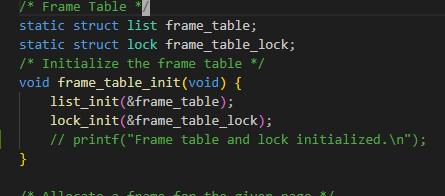 /* Frame Table */
static struct list frame_table;
static struct lock frame_table_lock;
/* Initialize the frame table */
void frame_table_init(void) {
    list_init(&frame_table);
    lock_init(&frame_table_lock);
    // printf("Frame table and lock initialized.\n");
}
/* Allocate a frame for the given page */